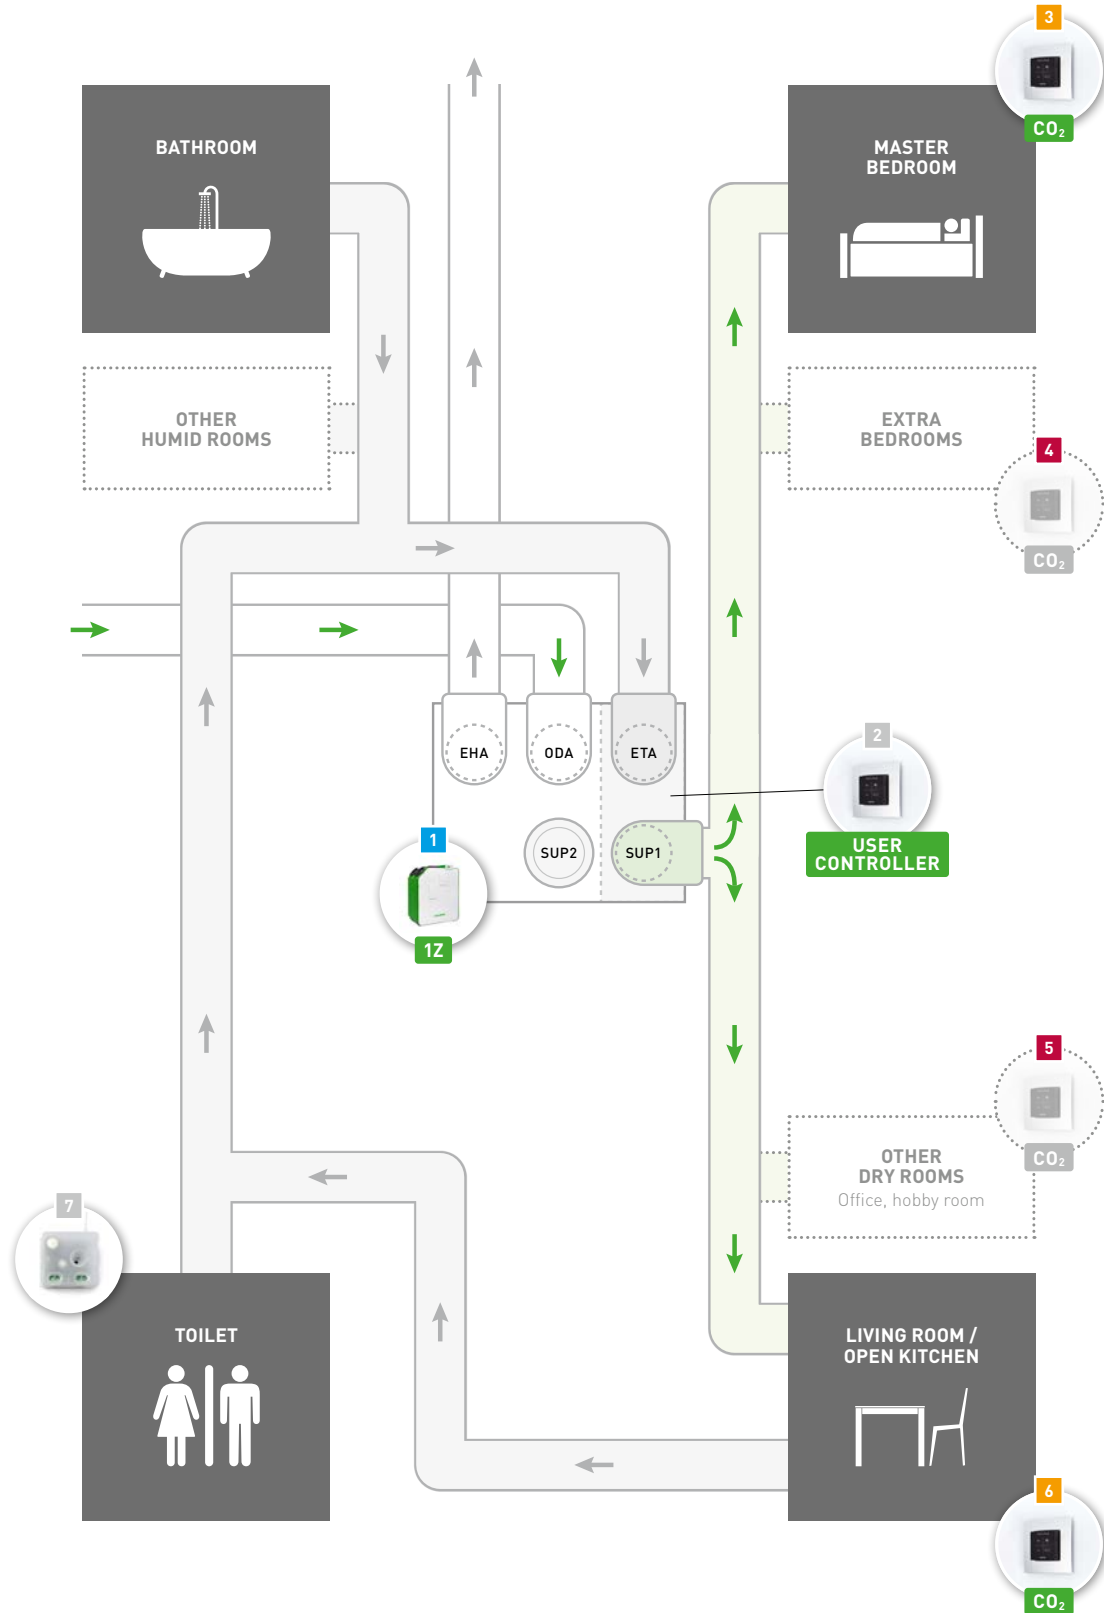 3
CO₂
BATHROOM
MASTER
BEDROOM
OTHER
HUMID ROOMS
EXTRA
BEDROOMS
4
CO₂
EHA
ODA
ETA
2
USER
CONTROLLER
1
SUP2
SUP1
1Z
5
CO₂
OTHER
DRY ROOMS
Office, hobby room
7
TOILET
LIVING ROOM /
OPEN KITCHEN
6
CO₂